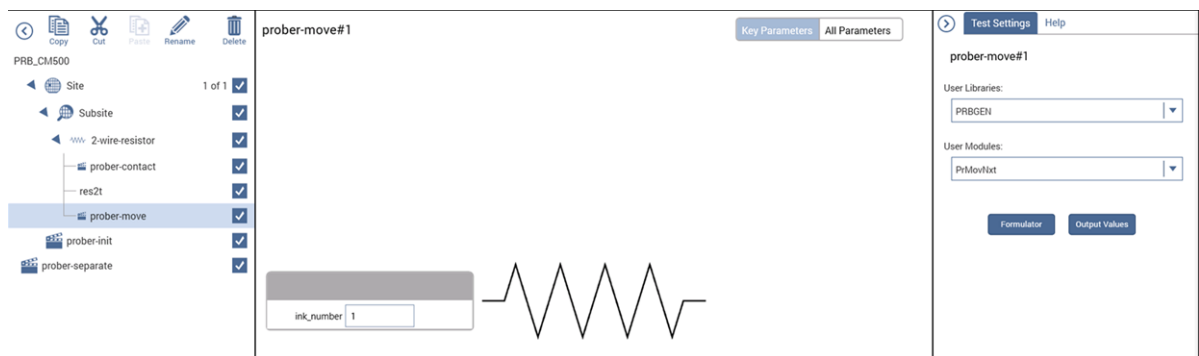 Copy Cut Paste Rename Delete
PRB_CM500
Site 1 of 1
Subsite
2-wire-resistor
prober-contact
res2t
prober-move
prober-init
prober-separate
prober-move#1
Key Parameters All Parameters
ink_number 1
Test Settings Help
prober-move#1
User Libraries:
PRBGEN
User Modules:
PrMovNxt
Formulator Output Values